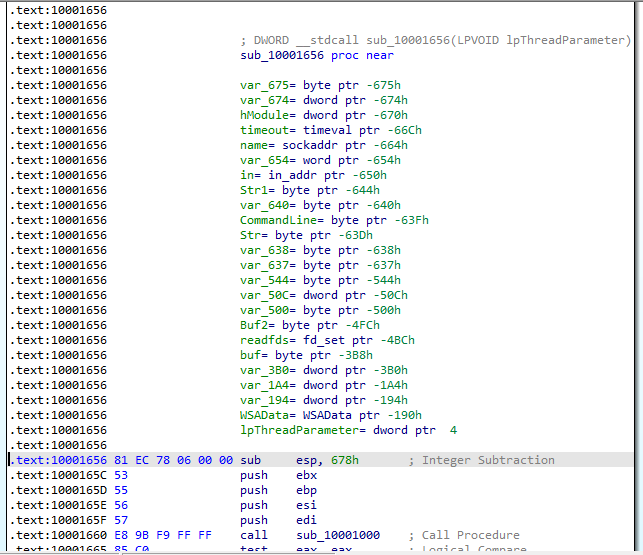 .text:10001656
.text:10001656
.text:10001656 ; DWORD __stdcall sub_10001656(LPVOID lpThreadParameter)
.text:10001656 sub_10001656 proc near
.text:10001656
.text:10001656 var_675= byte ptr -675h
.text:10001656 var_674= dword ptr -674h
.text:10001656 hModule= dword ptr -670h
.text:10001656 timeout= timeval ptr -66Ch
.text:10001656 name= sockaddr ptr -664h
.text:10001656 var_654= word ptr -654h
.text:10001656 in= in_addr ptr -650h
.text:10001656 Str1= byte ptr -644h
.text:10001656 var_640= byte ptr -640h
.text:10001656 CommandLine= byte ptr -63Fh
.text:10001656 Str= byte ptr -63Dh
.text:10001656 var_638= byte ptr -638h
.text:10001656 var_637= byte ptr -637h
.text:10001656 var_544= byte ptr -544h
.text:10001656 var_50C= dword ptr -50Ch
.text:10001656 var_500= byte ptr -500h
.text:10001656 Buf2= byte ptr -4FCh
.text:10001656 readfds= fd_set ptr -4BCh
.text:10001656 buf= byte ptr -3B8h
.text:10001656 var_3B0= dword ptr -3B0h
.text:10001656 var_1A4= dword ptr -1A4h
.text:10001656 var_194= dword ptr -194h
.text:10001656 WSAData= WSAData ptr -190h
.text:10001656 lpThreadParameter= dword ptr 4
.text:10001656
.text:10001656 81 EC 78 06 00 00 sub esp, 678h ; Integer Subtraction
.text:1000165C 53 push ebx
.text:1000165D 55 push ebp
.text:1000165E 56 push esi
.text:1000165F 57 push edi
.text:10001660 E8 9B F9 FF FF call sub_10001000 ; Call Procedure
.text:10001665 85 C0 test eax, eax ; Logical Compare